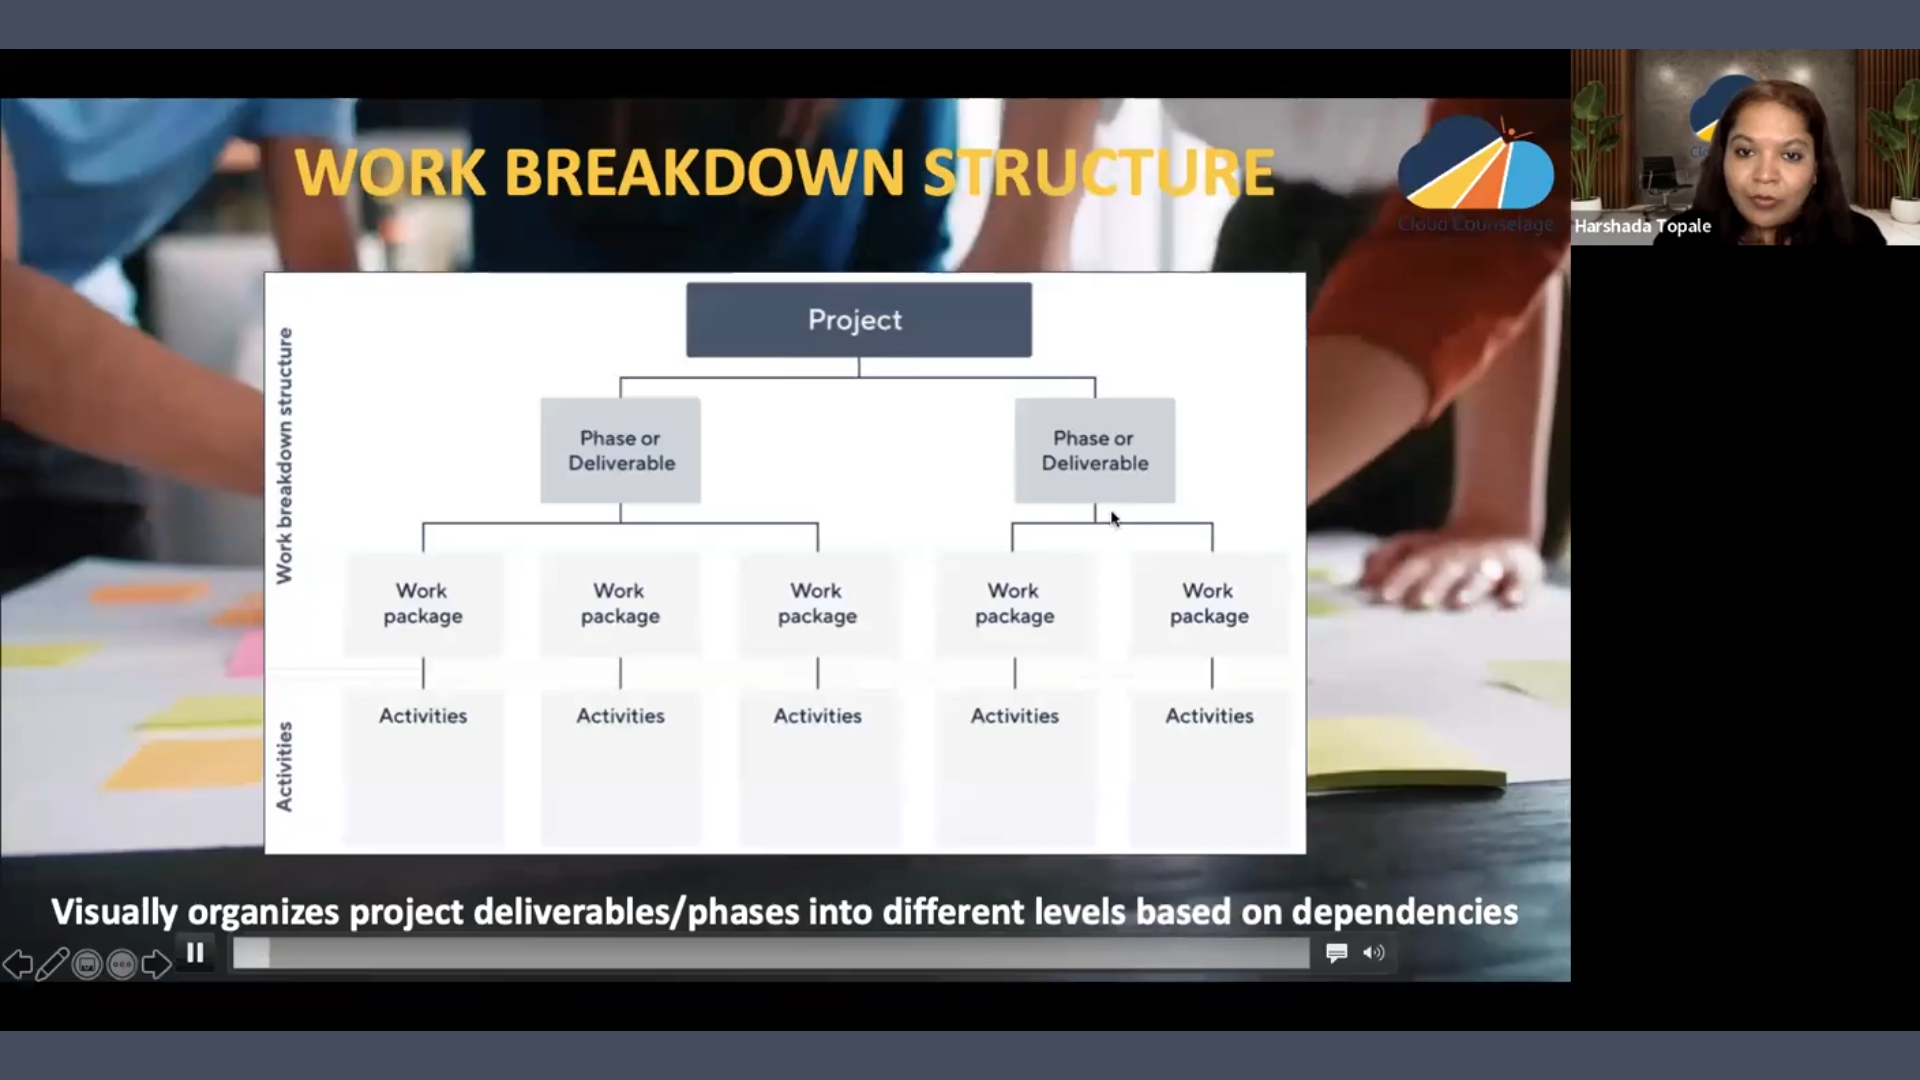 WORK BREAKDOWN STRUCTURE
Cloud Counselage
Harshada Topale
Work breakdown structure
Project
Phase or
Deliverable
Phase or
Deliverable
Work
package
Work
package
Work
package
Work
package
Work
package
Activities
Activities
Activities
Activities
Activities
Activities
Visually organizes project deliverables/phases into different levels based on dependencies